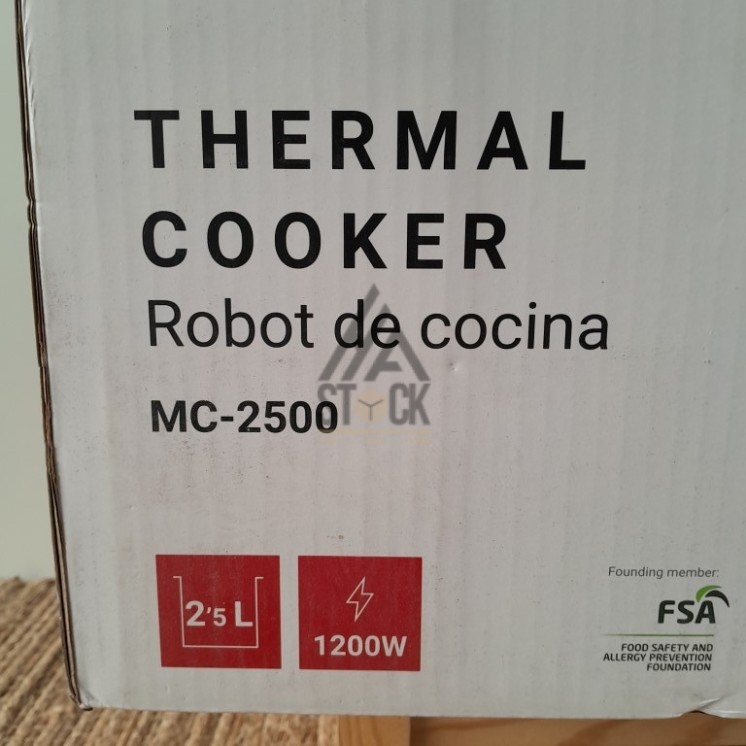 THERMAL
COOKER
Robot de cocina
STOCK
MC-2500
2'5 L
1200W
Founding member:
FSA
FOOD SAFETY AND
ALLERGY PREVENTION
FOUNDATION